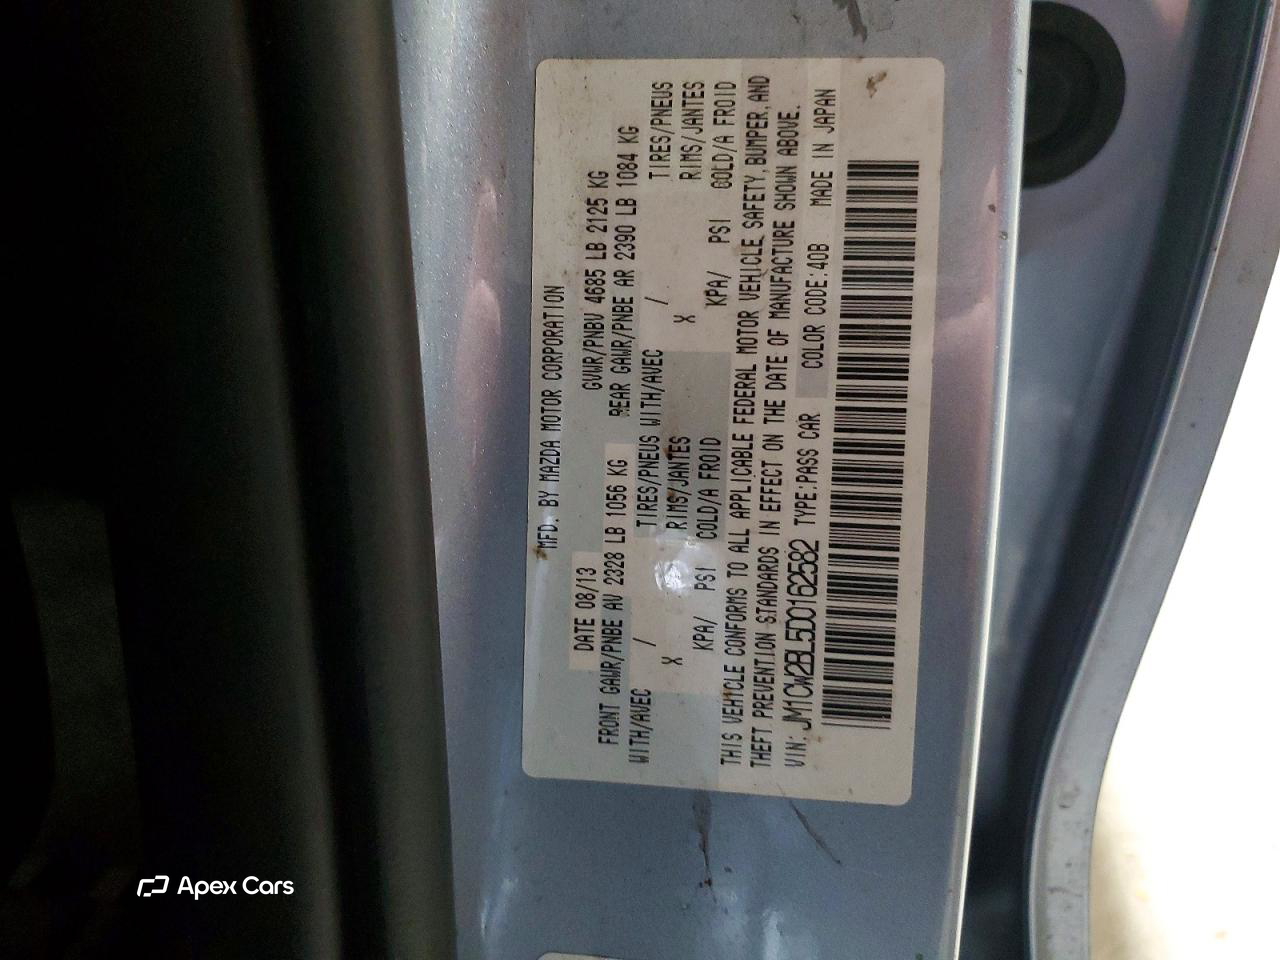 MFD. BY MAZDA MOTOR CORPORATION
DATE 08/13 GVWR/PNBV 4685 LB 2125 KG
FRONT GAWR/PNBE AV 2328 LB 1056 KG REAR GAWR/PNBE AR 2390 LB 1084 KG
WITH/AVEC / TIRES/PNEUS WITH/AVEC / TIRES/PNEUS
X RIMS/JANTES X RIMS/JANTES
KPA/ PSI COLD/A FROID KPA/ PSI COLD/A FROID
THIS VEHICLE CONFORMS TO ALL APPLICABLE FEDERAL MOTOR VEHICLE SAFETY, BUMPER, AND
THEFT PREVENTION STANDARDS IN EFFECT ON THE DATE OF MANUFACTURE SHOWN ABOVE.
VIN: JM1CW2BL5D0162582 TYPE:PASS CAR COLOR CODE:40B MADE IN JAPAN
Apex Cars